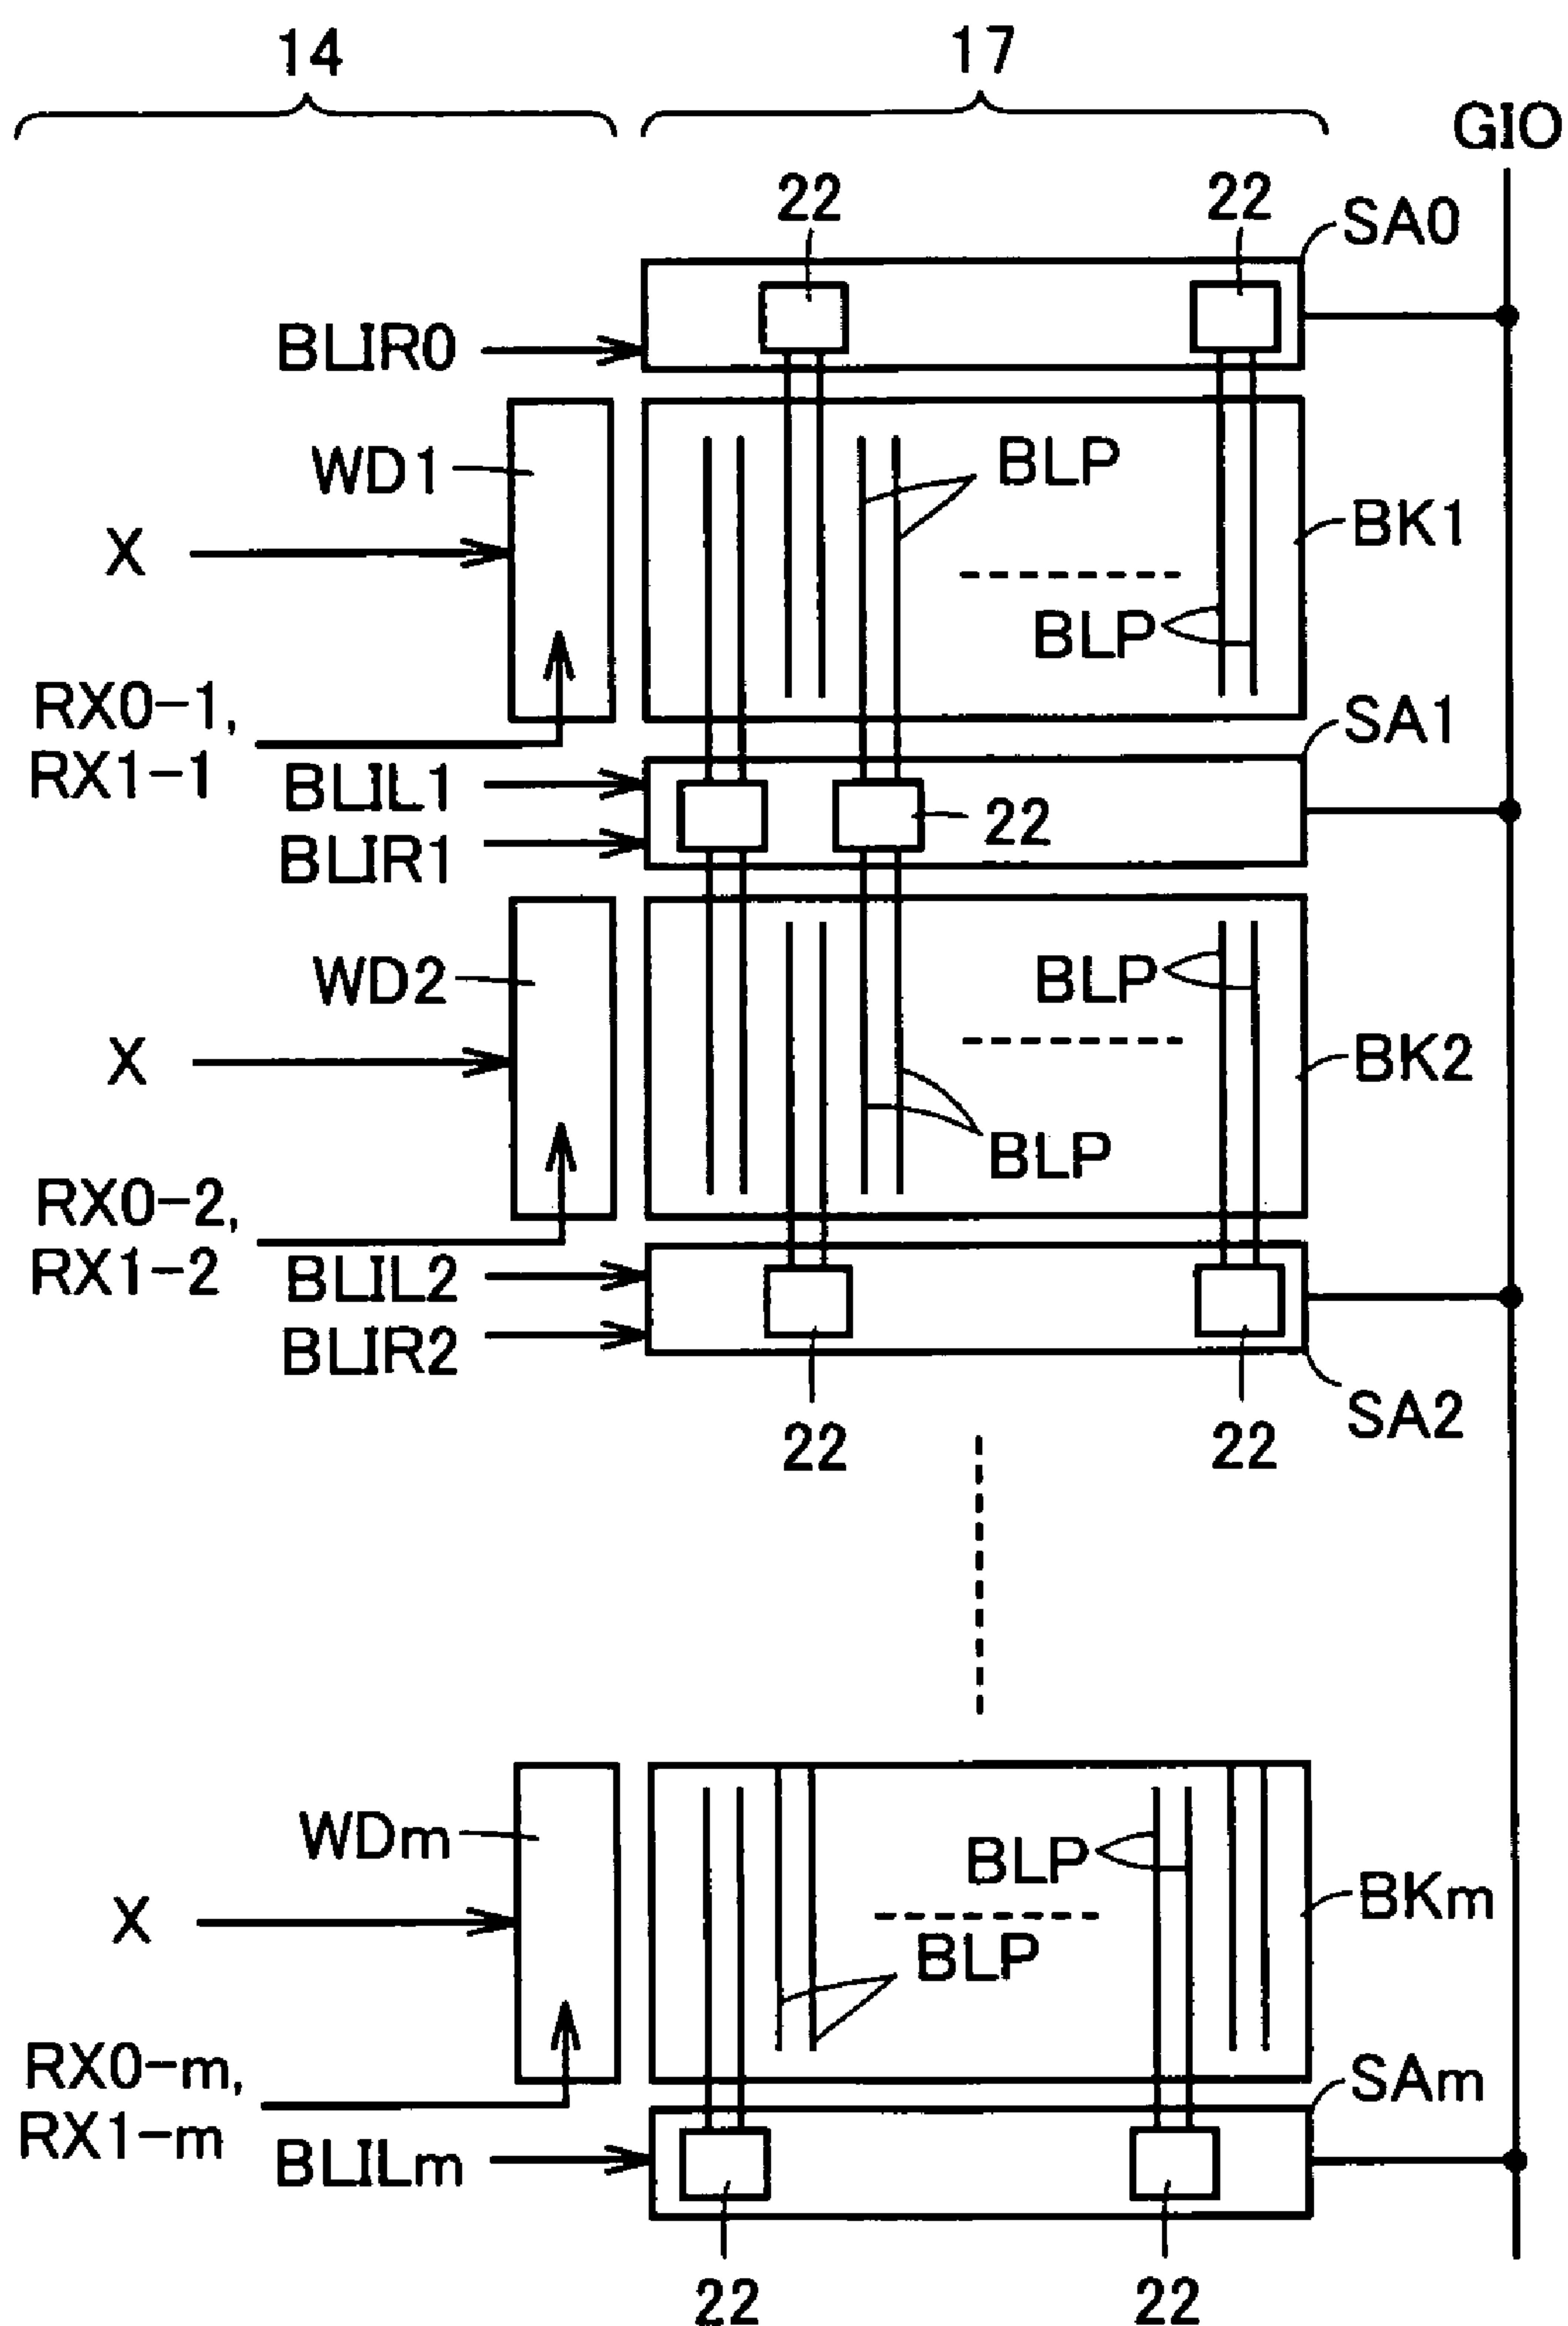 14
17
GIO
22
22
SA0
BLIR0
WD1
BLP
X
BK1
BLP
RX0-1,
RX1-1
SA1
BLIL1
22
BLIR1
WD2
BLP
X
BK2
BLP
RX0-2,
RX1-2
BLIL2
BLIR2
SA2
22
22
WDm
BLP
BKm
X
BLP
RX0-m,
RX1-m
SAm
BLILm
22
22